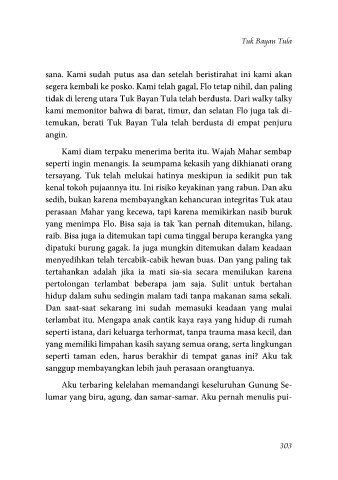 Tuk Bayan Tula
sana. Kami sudah putus asa dan setelah beristirahat ini kami akan
segera kembali ke posko. Kami telah gagal, Flo tetap nihil, dan paling
tidak di lereng utara Tuk Bayan Tula telah berdusta. Dari walky talky
kami memonitor bahwa di barat, timur, dan selatan Flo juga tak di-
temukan, berati Tuk Bayan Tula telah berdusta di empat penjuru
angin.
Kami diam terpaku menerima berita itu. Wajah Mahar sembap
seperti ingin menangis. Ia seumpama kekasih yang dikhianati orang
tersayang. Tuk telah melukai hatinya meskipun ia sedikit pun tak
kenal tokoh pujaannya itu. Ini risiko keyakinan yang rabun. Dan aku
sedih, bukan karena membayangkan kehancuran integritas Tuk atau
perasaan Mahar yang kecewa, tapi karena memikirkan nasib buruk
yang menimpa Flo. Bisa saja ia tak 'kan pernah ditemukan, hilang,
raib. Bisa juga ia ditemukan tapi cuma tinggal berupa kerangka yang
dipatuki burung gagak. Ia juga mungkin ditemukan dalam keadaan
menyedihkan telah tercabik-cabik hewan buas. Dan yang paling tak
tertahankan adalah jika ia mati sia-sia secara memilukan karena
pertolongan terlambat beberapa jam saja. Sulit untuk bertahan
hidup dalam suhu sedingin malam tadi tanpa makanan sama sekali.
Dan saat-saat sekarang ini sudah memasuki keadaan yang mulai
terlambat itu. Mengapa anak cantik kaya raya yang hidup di rumah
seperti istana, dari keluarga terhormat, tanpa trauma masa kecil, dan
yang memiliki limpahan kasih sayang semua orang, serta lingkungan
seperti taman eden, harus berakhir di tempat ganas ini? Aku tak
sanggup membayangkan lebih jauh perasaan orangtuanya.
Aku terbaring kelelahan memandangi keseluruhan Gunung Se-
lumar yang biru, agung, dan samar-samar. Aku pernah menulis pui-
303